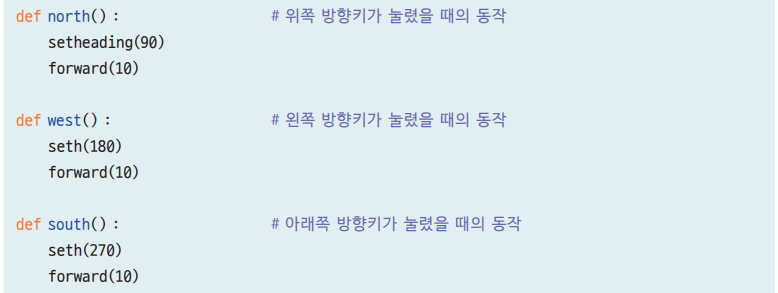 def north() :    # 위쪽 방향키가 눌렸을 때의 동작
    setheading(90)
    forward(10)
def west() :    # 왼쪽 방향키가 눌렸을 때의 동작
    seth(180)
    forward(10)
def south() :    # 아래쪽 방향키가 눌렸을 때의 동작
    seth(270)
    forward(10)